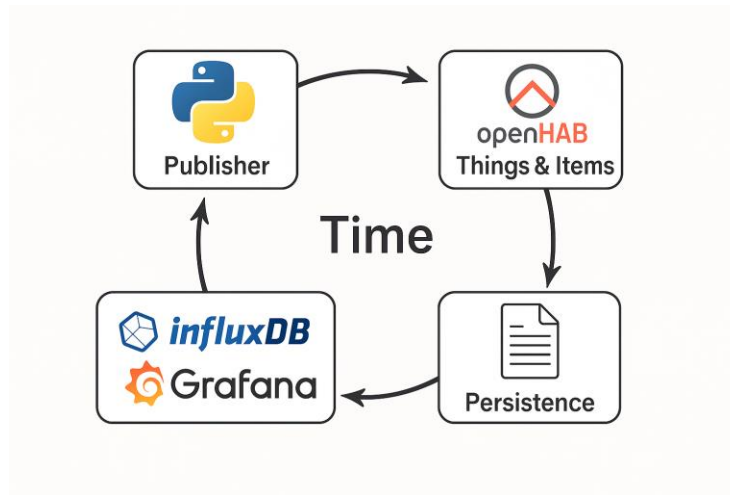 Publisher
openHAB
Things & Items
Time
influxDB
Grafana
Persistence